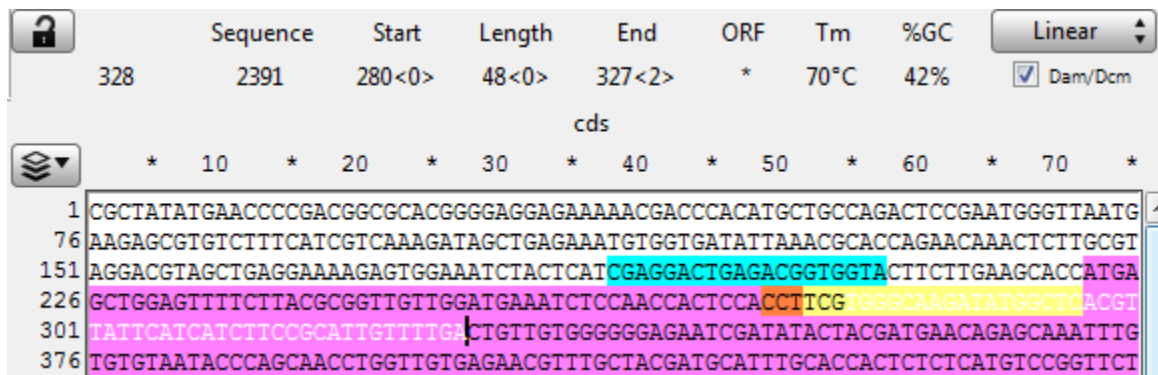 Sequence Start Length End ORF Tm %GC Linear
328 2391 280<0> 48<0> 327<2> * 70°C 42% Dam/Dcm
cds
* 10 * 20 * 30 * 40 * 50 * 60 * 70 *
1 CGCTATATGAACCCCGACGGCGCACGGGGAGGAGAAAAACGACCCACATGCTGCCAGACTCCGAATGGGTTAATG
76 AAGAGCGTGTCTTTCATCGTCAAAGATAGCTGAGAAATGTGGTGATATTAAACGCACCAGAACAAACTCTTGCGT
151 AGGACGTAGCTGAGGAAAAGAGTGGAAATCTACTCATCGAGGACTGAGACGGTGGTACTTCTTGAAGCACCATGA
226 GCTGGAGTTTTCTTACGCGGTTGTTGGATGAAATCTCCAACCACTCCACCTTCGTGGGCAAGATATGGCTCACGT
301 TATTCATCATCTTCCGCATTGTTTTGACTGTTGTGGGGGGAGAATCGATATACTACGATGAACAGAGCAAATTTG
376 TGTGTAATACCCAGCAACCTGGTTGTGAGAACGTTTGCTACGATGCATTTGCACCACTCTCTCATGTCCGGTTCT